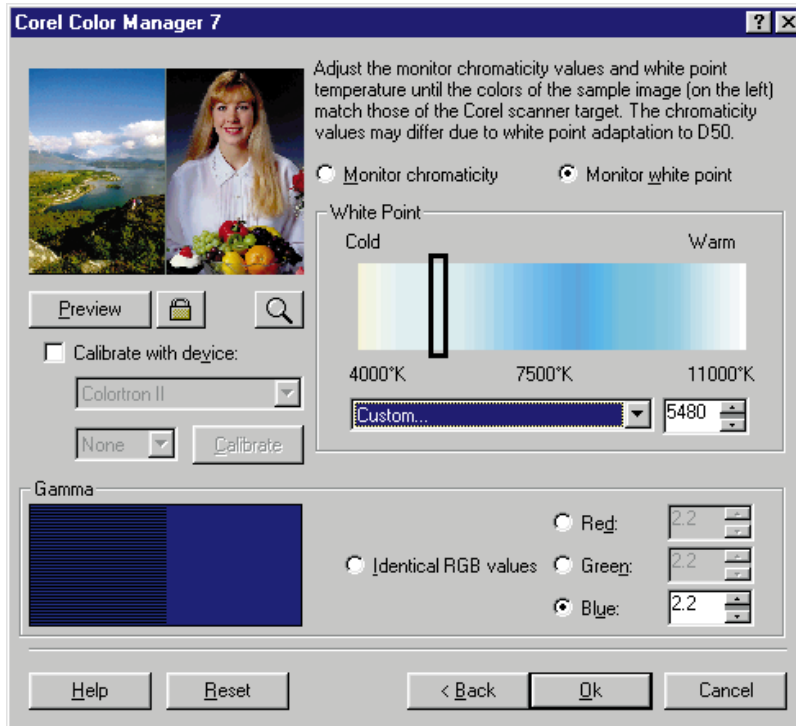 Corel Color Manager 7
Adjust the monitor chromaticity values and white point
temperature until the colors of the sample image (on the left)
match those of the Corel scanner target. The chromaticity
values may differ due to white point adaptation to D50.
Monitor chromaticity
Monitor white point
White Point
Cold
Warm
4000°K
7500°K
11000°K
Custom...
5480
Preview
Calibrate with device:
Colortron II
None
Calibrate
Gamma
Identical RGB values
Red:
2.2
Green:
2.2
Blue:
2.2
Help
Reset
< Back
Ok
Cancel